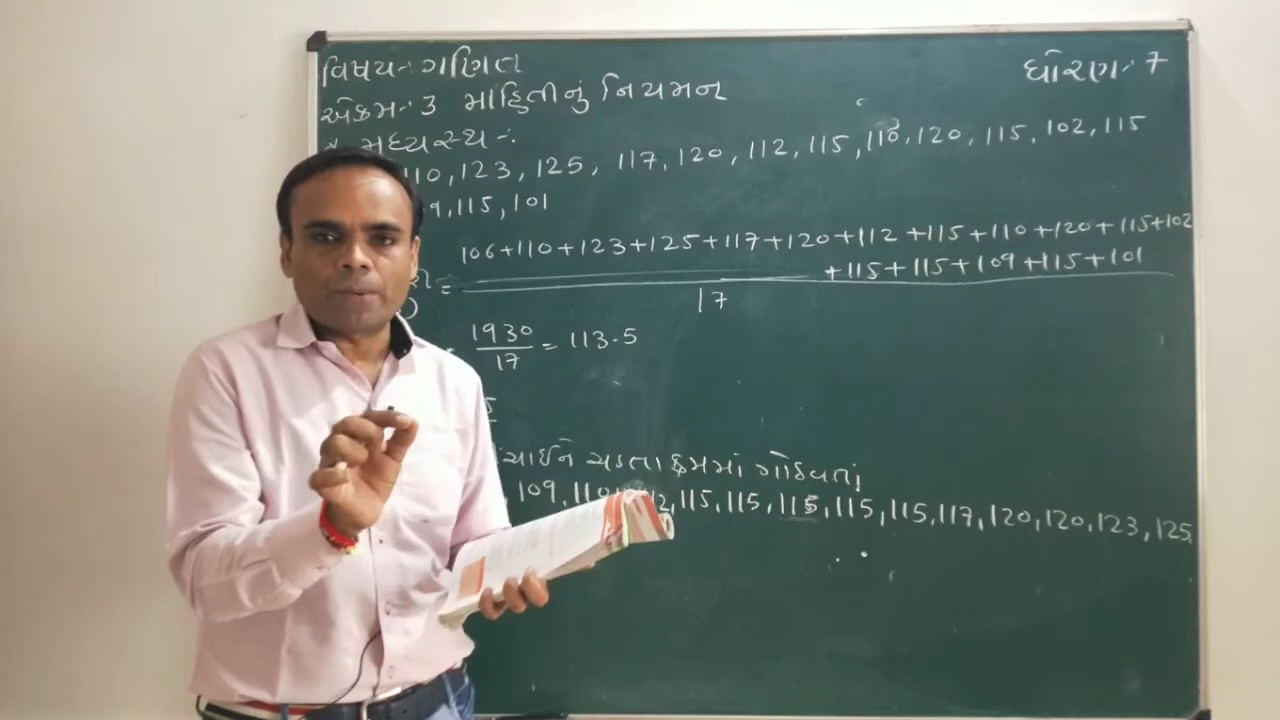 વિષય:- ગણિત
ધોરણ:- 7
એકમ:- 3 માહિતીનું નિયમન
મધ્યસ્થ :-
110, 123, 125, 117, 120, 112, 115, 110, 120, 115, 102, 115
9, 115, 101
106+110+123+125+117+120+112+115+110+120+115+102
+115+115+109+115+101
=
17
1930
17
= 113.5
ચડતા ક્રમમાં ગોઠવતાં
109, 110, 115, 115, 115, 115, 115, 117, 120, 120, 123, 125